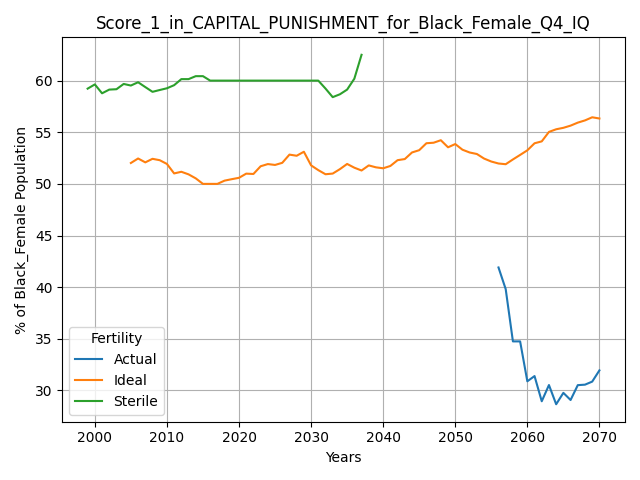 Score_1_in_CAPITAL_PUNISHMENT_for_Black_Female_Q4_IQ
% of Black_Female Population
60
55
50
45
40
35
30
Fertility
Actual
Ideal
Sterile
2000 2010 2020 2030 2040 2050 2060 2070
Years